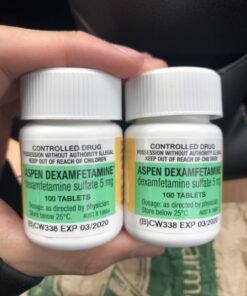 CONTROLLED DRUG
POSSESSION WITHOUT AUTHORITY ILLEGAL
KEEP OUT OF REACH OF CHILDREN
ASPEN DEXAMFETAMINE
dexamfetamine sulfate 5 mg
100 TABLETS
Dosage: as directed by physician.
Store below 25°C.
(B)CW338 EXP 03/2020
CONTROLLED DRUG
POSSESSION WITHOUT AUTHORITY ILLEGAL
KEEP OUT OF REACH OF CHILDREN
ASPEN DEXAMFETAMINE
dexamfetamine sulfate 5 mg
100 TABLETS
Dosage: as directed by physician.
Store below 25°C.
(B)CW338 EXP 03/2020